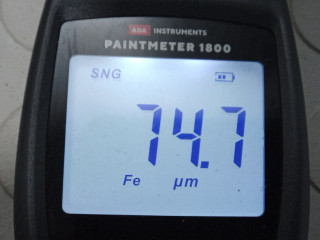 ADA INSTRUMENTS
PAINTMETER 1800
SNG
74.7
Fe µm